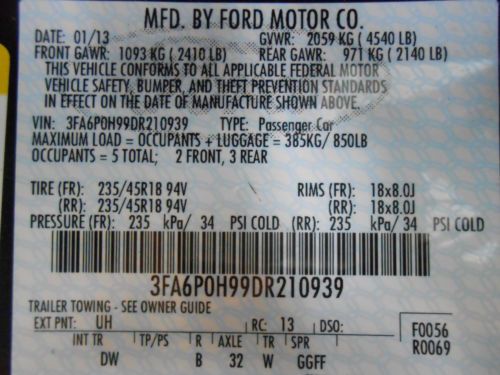 MFD. BY FORD MOTOR CO.
DATE: 01/13 GVWR: 2059 KG ( 4540 LB)
FRONT GAWR: 1093 KG ( 2410 LB) REAR GAWR: 971 KG ( 2140 LB)
THIS VEHICLE CONFORMS TO ALL APPLICABLE FEDERAL MOTOR
VEHICLE SAFETY, BUMPER, AND THEFT PREVENTION STANDARDS
IN EFFECT ON THE DATE OF MANUFACTURE SHOWN ABOVE.
VIN: 3FA6P0H99DR210939 TYPE: Passenger Car
MAXIMUM LOAD = OCCUPANTS + LUGGAGE = 385KG/ 850LB
OCCUPANTS = 5 TOTAL; 2 FRONT, 3 REAR
TIRE (FR): 235/45R18 94V RIMS (FR): 18x8.0J
(RR): 235/45R18 94V (RR): 18x8.0J
PRESSURE (FR): 235 kPa/ 34 PSI COLD (RR): 235 kPa/ 34 PSI COLD
3FA6P0H99DR210939
TRAILER TOWING - SEE OWNER GUIDE
EXT PNT: UH RC: 13 DSO: F0056
INT TR TP/PS R AXLE TR SPR R0069
DW B 32 W GGFF